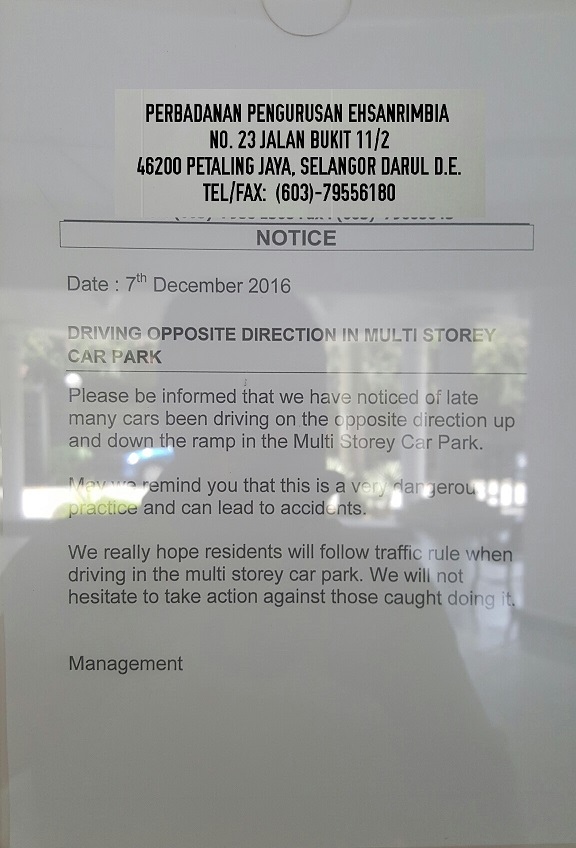 PERBADANAN PENGURUSAN EHSANRIMBIA
NO. 23 JALAN BUKIT 11/2
46200 PETALING JAYA, SELANGOR DARUL D.E.
TEL/FAX: (603)-79556180
NOTICE
Date : 7th December 2016
DRIVING OPPOSITE DIRECTION IN MULTI STOREY
CAR PARK
Please be informed that we have noticed of late
many cars been driving on the opposite direction up
and down the ramp in the Multi Storey Car Park.
May we remind you that this is a very dangerous
practice and can lead to accidents.
We really hope residents will follow traffic rule when
driving in the multi storey car park. We will not
hesitate to take action against those caught doing it.
Management